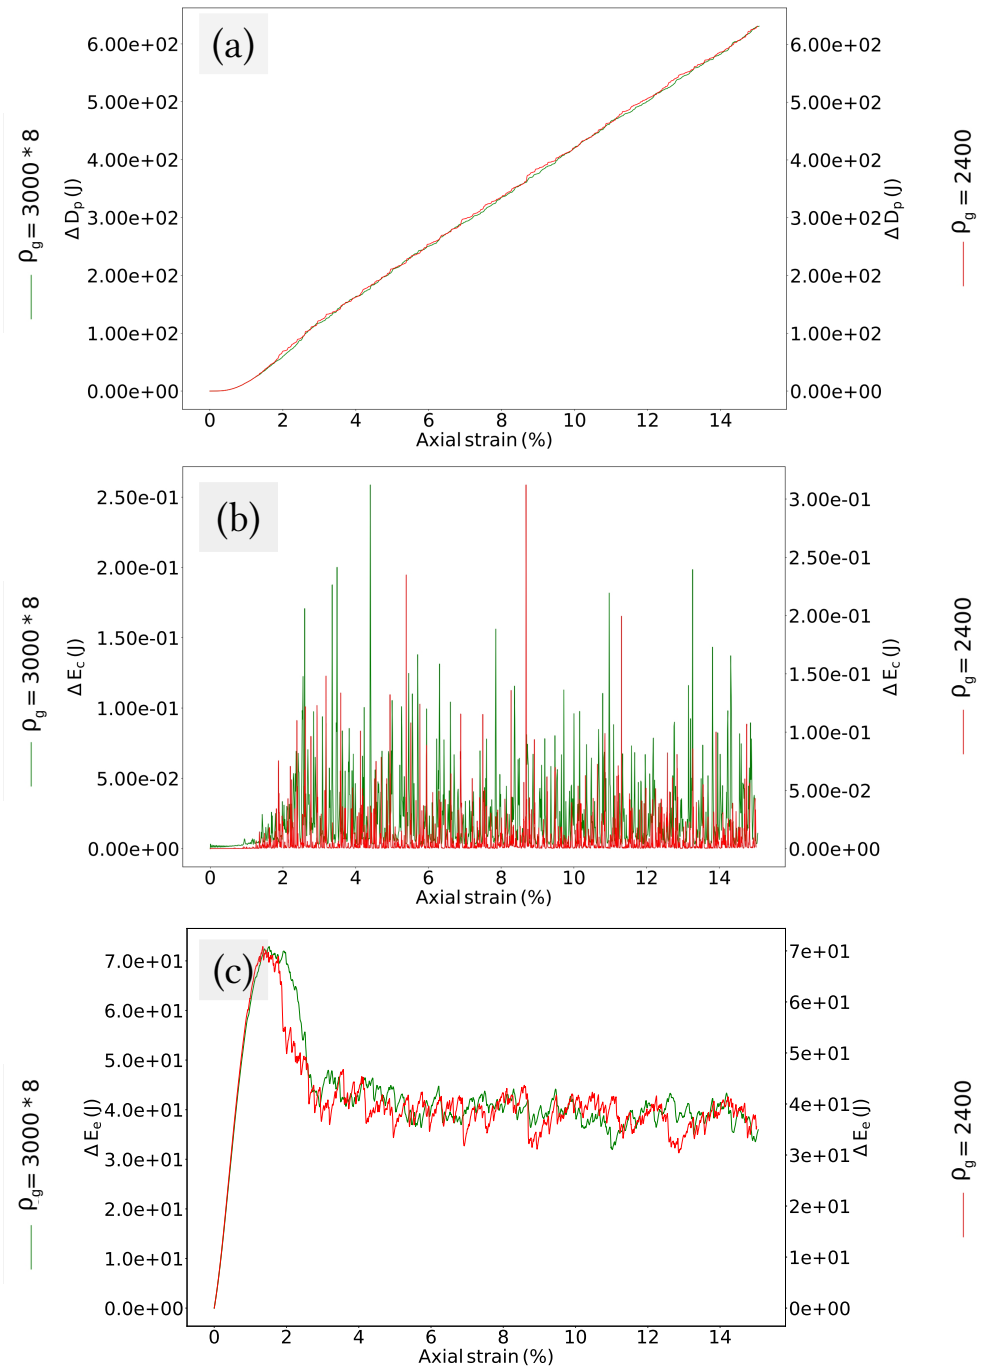 (a)
6.00e+02
5.00e+02
4.00e+02
3.00e+02
2.00e+02
1.00e+02
0.00e+00
Δ Dp (J)
ρg = 3000 * 8
6.00e+02
5.00e+02
4.00e+02
3.00e+02
2.00e+02
1.00e+02
0.00e+00
Δ Dp (J)
ρg = 2400
0 2 4 6 8 10 12 14
Axial strain (%)
(b)
2.50e-01
2.00e-01
1.50e-01
1.00e-01
5.00e-02
0.00e+00
Δ Ec (J)
ρg = 3000 * 8
3.00e-01
2.50e-01
2.00e-01
1.50e-01
1.00e-01
5.00e-02
0.00e+00
Δ Ec (J)
ρg = 2400
0 2 4 6 8 10 12 14
Axial strain (%)
(c)
7.0e+01
6.0e+01
5.0e+01
4.0e+01
3.0e+01
2.0e+01
1.0e+01
0.0e+00
Δ Ee (J)
ρg = 3000 * 8
7e+01
6e+01
5e+01
4e+01
3e+01
2e+01
1e+01
0e+00
Δ Ee (J)
ρg = 2400
0 2 4 6 8 10 12 14
Axial strain (%)